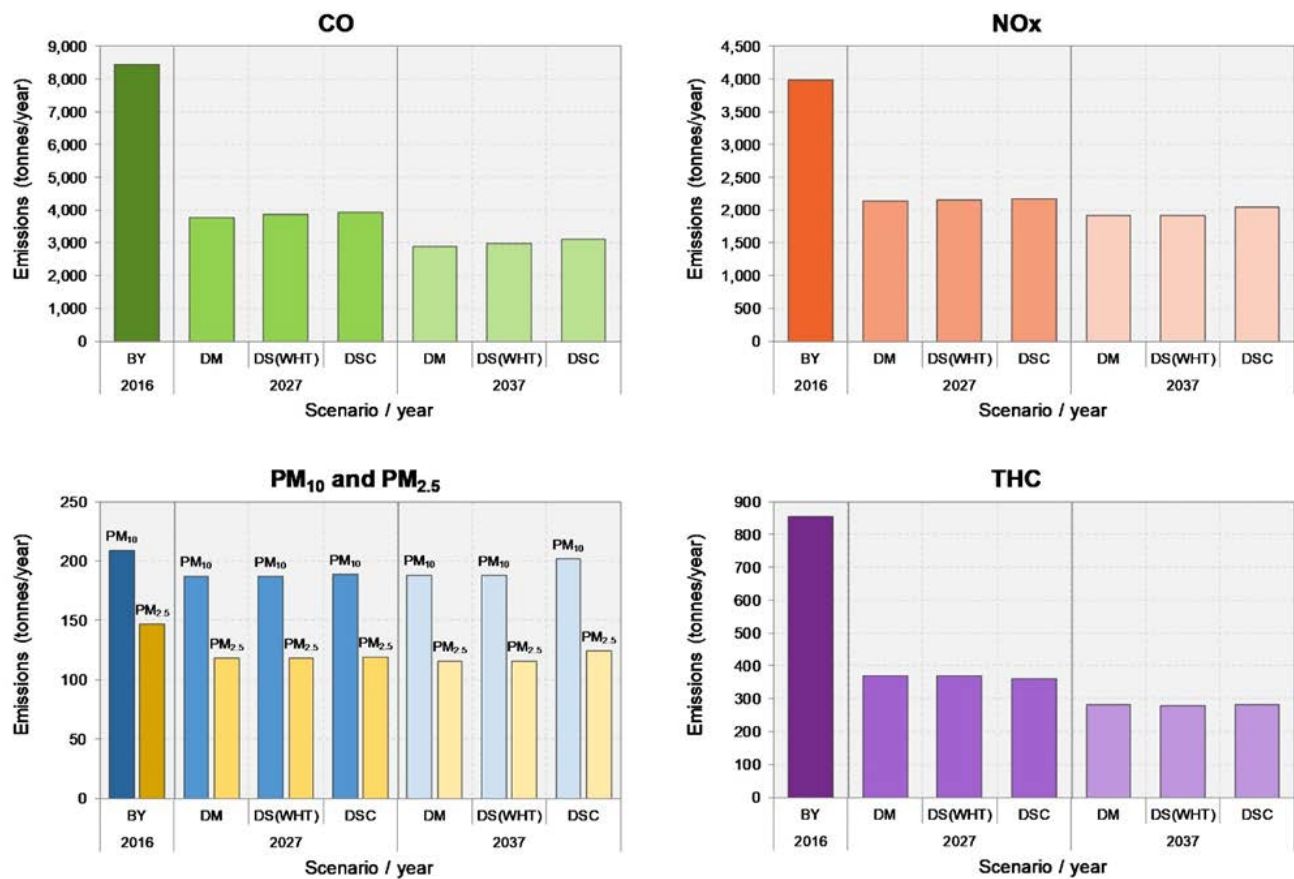 CO
Emissions (tonnes/year)
9,000
8,000
7,000
6,000
5,000
4,000
3,000
2,000
1,000
0
BY DM DS(WHT) DSC DM DS(WHT) DSC
2016 2027 2037
Scenario / year
NOx
Emissions (tonnes/year)
4,500
4,000
3,500
3,000
2,500
2,000
1,500
1,000
500
0
BY DM DS(WHT) DSC DM DS(WHT) DSC
2016 2027 2037
Scenario / year
PM10 and PM2.5
Emissions (tonnes/year)
250
200
150
100
50
0
PM10 PM10 PM10 PM10 PM10 PM10 PM10
PM2.5 PM2.5 PM2.5 PM2.5 PM2.5 PM2.5 PM2.5
BY DM DS(WHT) DSC DM DS(WHT) DSC
2016 2027 2037
Scenario / year
THC
Emissions (tonnes/year)
900
800
700
600
500
400
300
200
100
0
BY DM DS(WHT) DSC DM DS(WHT) DSC
2016 2027 2037
Scenario / year